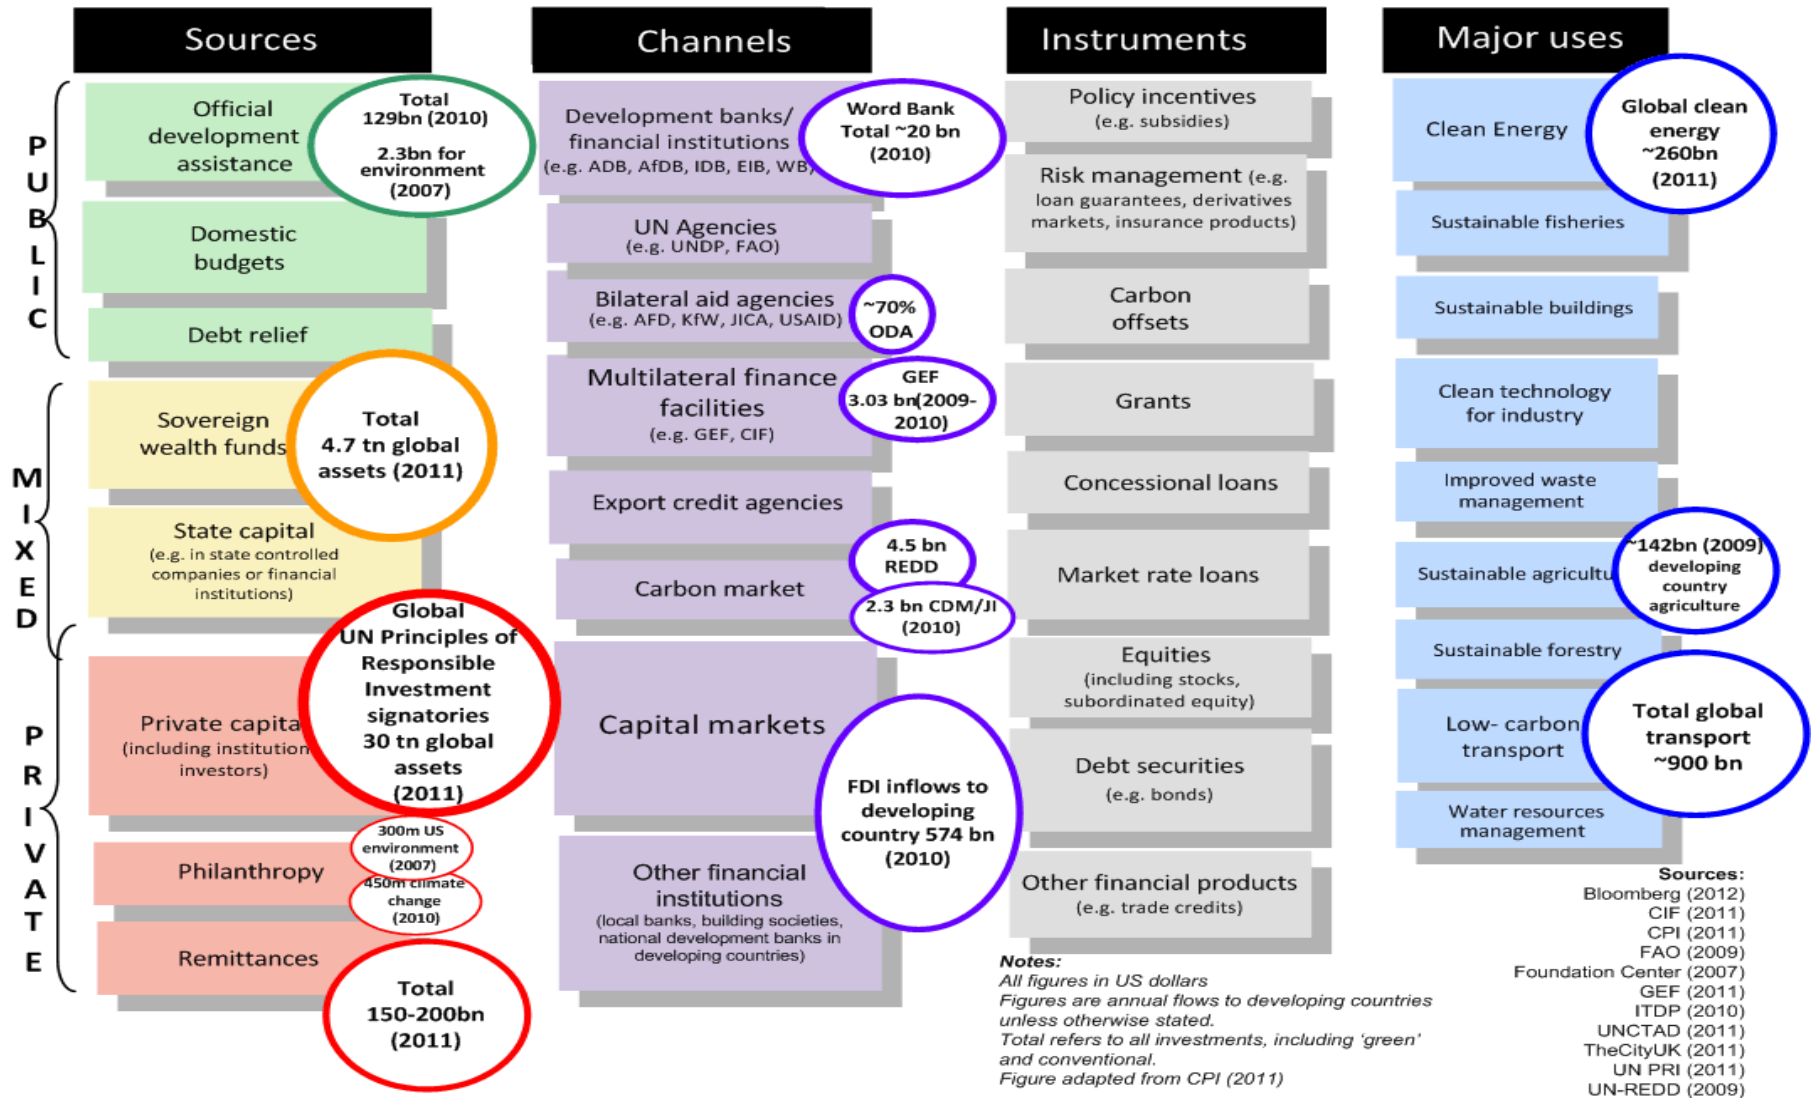 Sources
Channels
Instruments
Major uses
PUBLIC
Official
development
assistance
Total
129bn (2010)
2.3bn for
environment
(2007)
Domestic
budgets
Debt relief
MIXED
Sovereign
wealth funds
Total
4.7 tn global
assets (2011)
State capital
(e.g. in state controlled
companies or financial
institutions)
PRIVATE
Private capita
(including institution
investors)
Global
UN Principles of
Responsible
Investment
signatories
30 tn global
assets
(2011)
Philanthropy
300m US
environment
(2007)
450m climate
change
(2010)
Remittances
Total
150-200bn
(2011)
Development banks/
financial institutions
(e.g. ADB, AfDB, IDB, EIB, WB)
Word Bank
Total ~20 bn
(2010)
UN Agencies
(e.g. UNDP, FAO)
Bilateral aid agencies
(e.g. AFD, KfW, JICA, USAID)
~70%
ODA
Multilateral finance
facilities
(e.g. GEF, CIF)
GEF
3.03 bn(2009-
2010)
Export credit agencies
Carbon market
4.5 bn
REDD
2.3 bn CDM/JI
(2010)
Capital markets
FDI inflows to
developing
country 574 bn
(2010)
Other financial
institutions
(local banks, building societies,
national development banks in
developing countries)
Policy incentives
(e.g. subsidies)
Risk management (e.g.
loan guarantees, derivatives
markets, insurance products)
Carbon
offsets
Grants
Concessional loans
Market rate loans
Equities
(including stocks,
subordinated equity)
Debt securities
(e.g. bonds)
Other financial products
(e.g. trade credits)
Clean Energy
Global clean
energy
~260bn
(2011)
Sustainable fisheries
Sustainable buildings
Clean technology
for industry
Improved waste
management
Sustainable agricultu
~142bn (2009)
developing
country
agriculture
Sustainable forestry
Low- carbon
transport
Total global
transport
~900 bn
Water resources
management
Notes:
All figures in US dollars
Figures are annual flows to developing countries
unless otherwise stated.
Total refers to all investments, including ‘green’
and conventional.
Figure adapted from CPI (2011)
Sources:
Bloomberg (2012)
CIF (2011)
CPI (2011)
FAO (2009)
Foundation Center (2007)
GEF (2011)
ITDP (2010)
UNCTAD (2011)
TheCityUK (2011)
UN PRI (2011)
UN-REDD (2009)